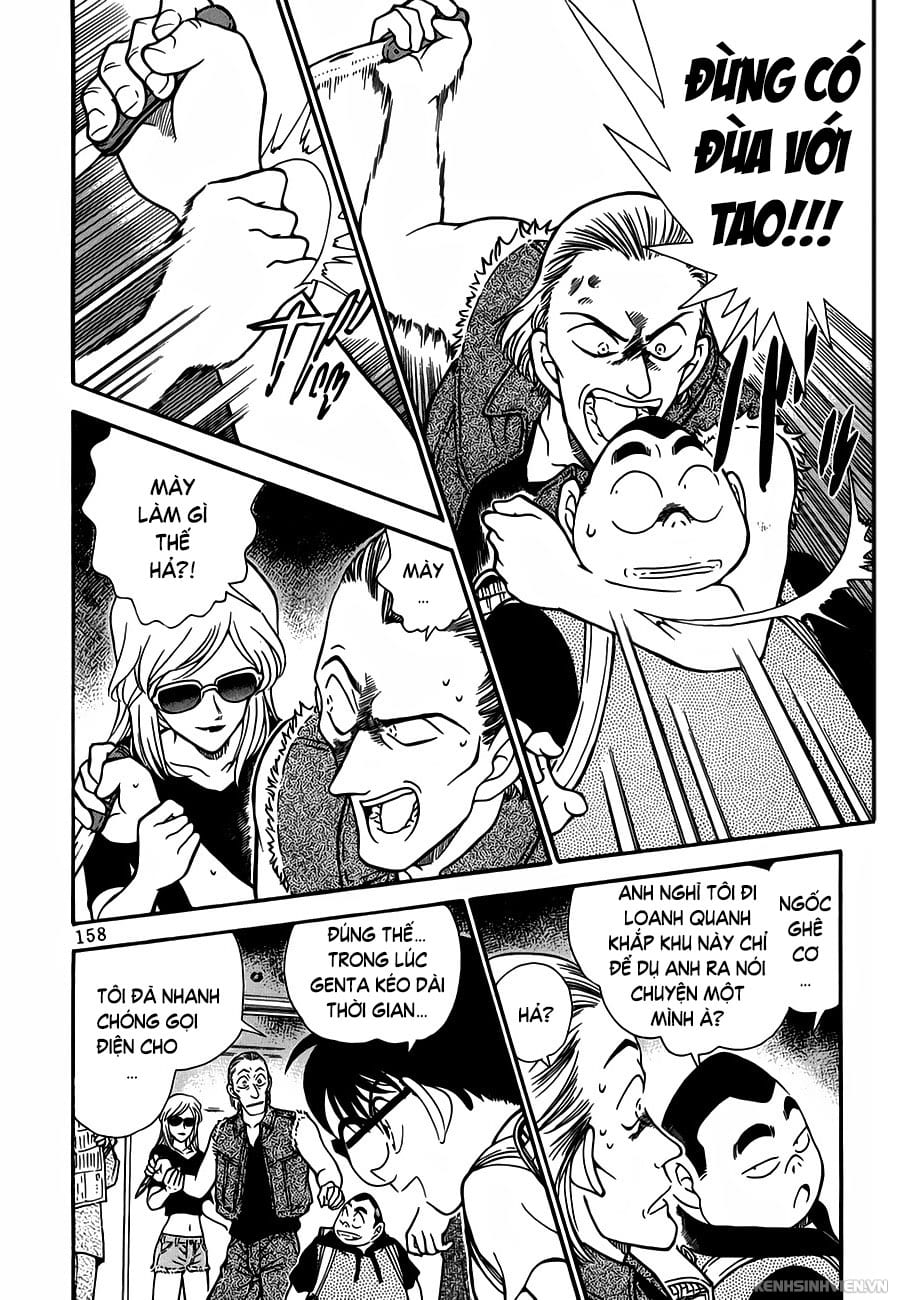 ĐỪNG CÓ
ĐÙA VỚI
TAO!!!
MÀY
LÀM GÌ
THẾ
HẢ?!
MÀY
...
158
NGỐC
GHÊ
CƠ
...
ANH NGHĨ TÔI ĐI
LOANH QUANH
KHẮP KHU NÀY CHỈ
ĐỂ DỤ ANH RA NÓI
CHUYỆN MỘT
MÌNH À?
HẢ?
ĐÚNG THẾ...
TRONG LÚC
GENTA KÉO DÀI
THỜI GIAN...
TÔI ĐÃ NHANH
CHÓNG GỌI
ĐIỆN CHO
...
KENHSINHVIEN.VN